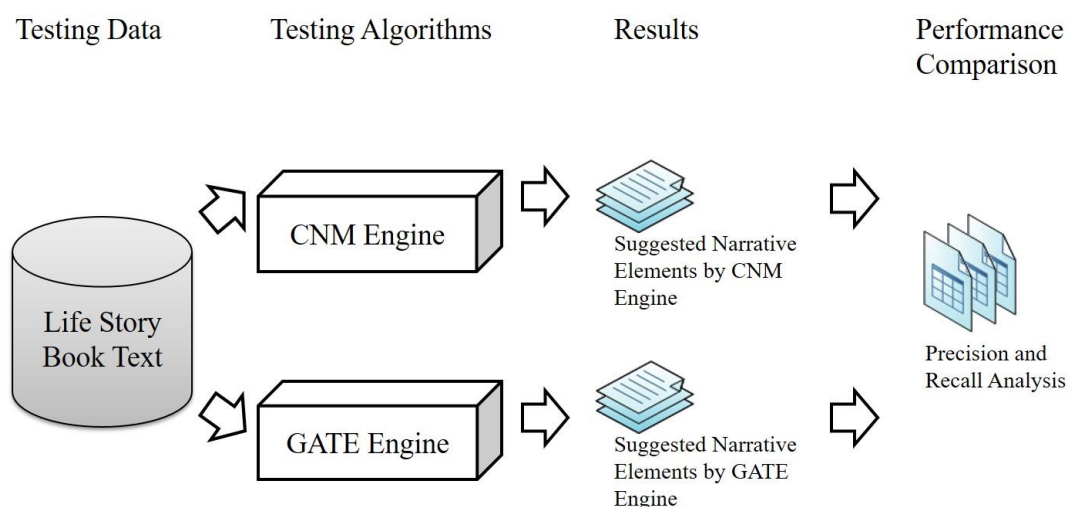 Testing Data
Testing Algorithms
Results
Performance
Comparison
Life Story
Book Text
CNM Engine
Suggested Narrative
Elements by CNM
Engine
GATE Engine
Suggested Narrative
Elements by GATE
Engine
Precision and
Recall Analysis